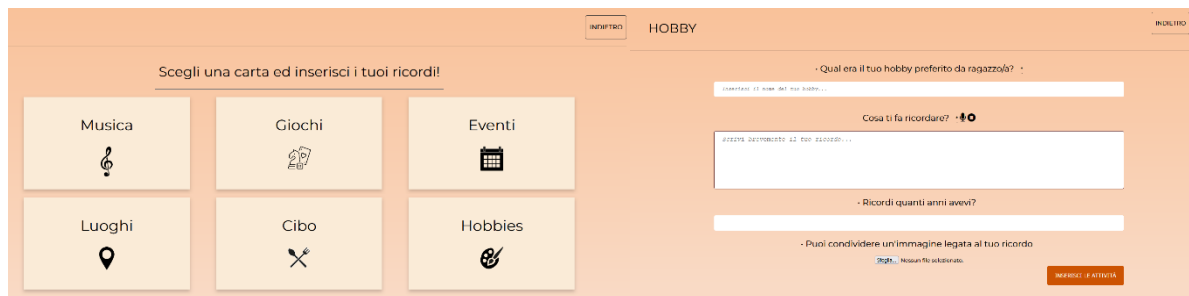 INDIETRO
Scegli una carta ed inserisci i tuoi ricordi!
Musica
Giochi
Eventi
Luoghi
Cibo
Hobbies
HOBBY
INDIETRO
• Qual era il tuo hobby preferito da ragazzo/a?
Inserisci il nome del tuo hobby...
Cosa ti fa ricordare?
Scrivi brevemente il tuo ricordo...
• Ricordi quanti anni avevi?
• Puoi condividere un'immagine legata al tuo ricordo
Sfoglia... Nessun file selezionato.
INSERISCI LE ATTIVITÀ